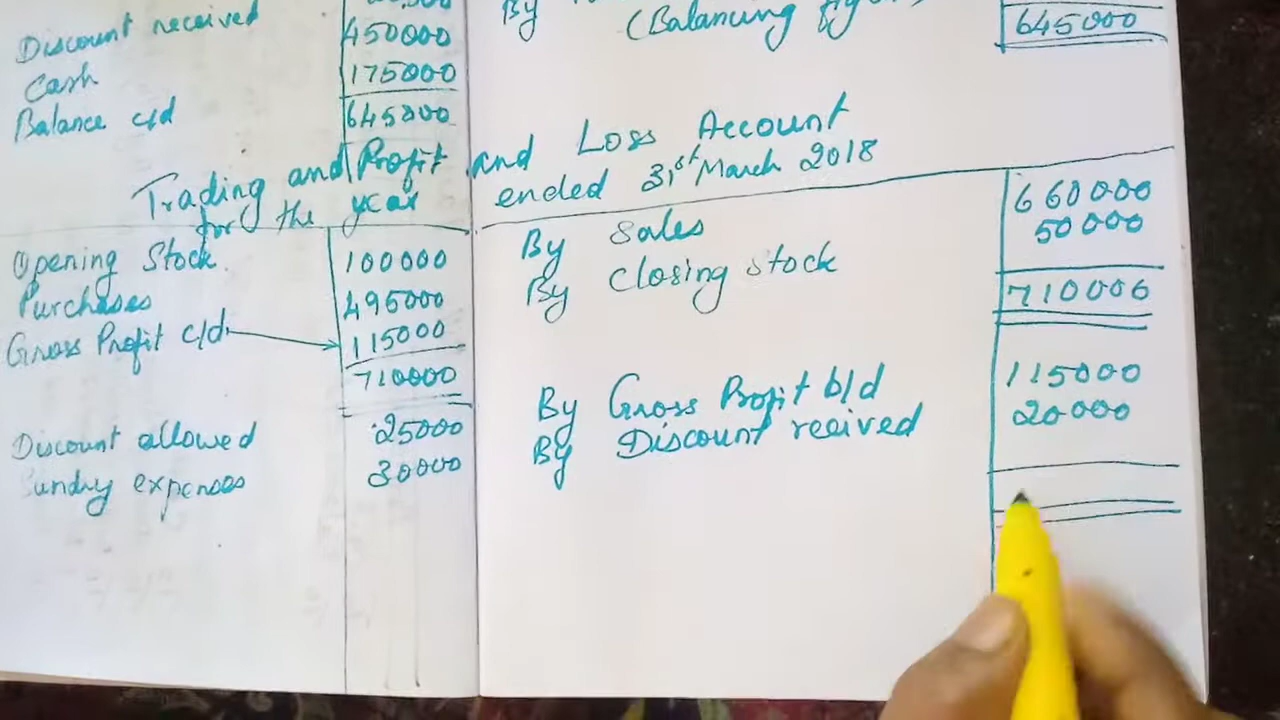 Discount received
Cash 450000
Balance c/d 175000
645000
By
(Balancing
645000
Trading and Profit and Loss Account
for the year ended 31st March 2018
Opening Stock 100000
Purchases 495000
Gross Profit c/d 115000
710000
Discount allowed 25000
Sundry expenses 30000
By Sales 660000
By Closing stock 50000
710000
By Gross Profit b/d 115000
By Discount received 20000